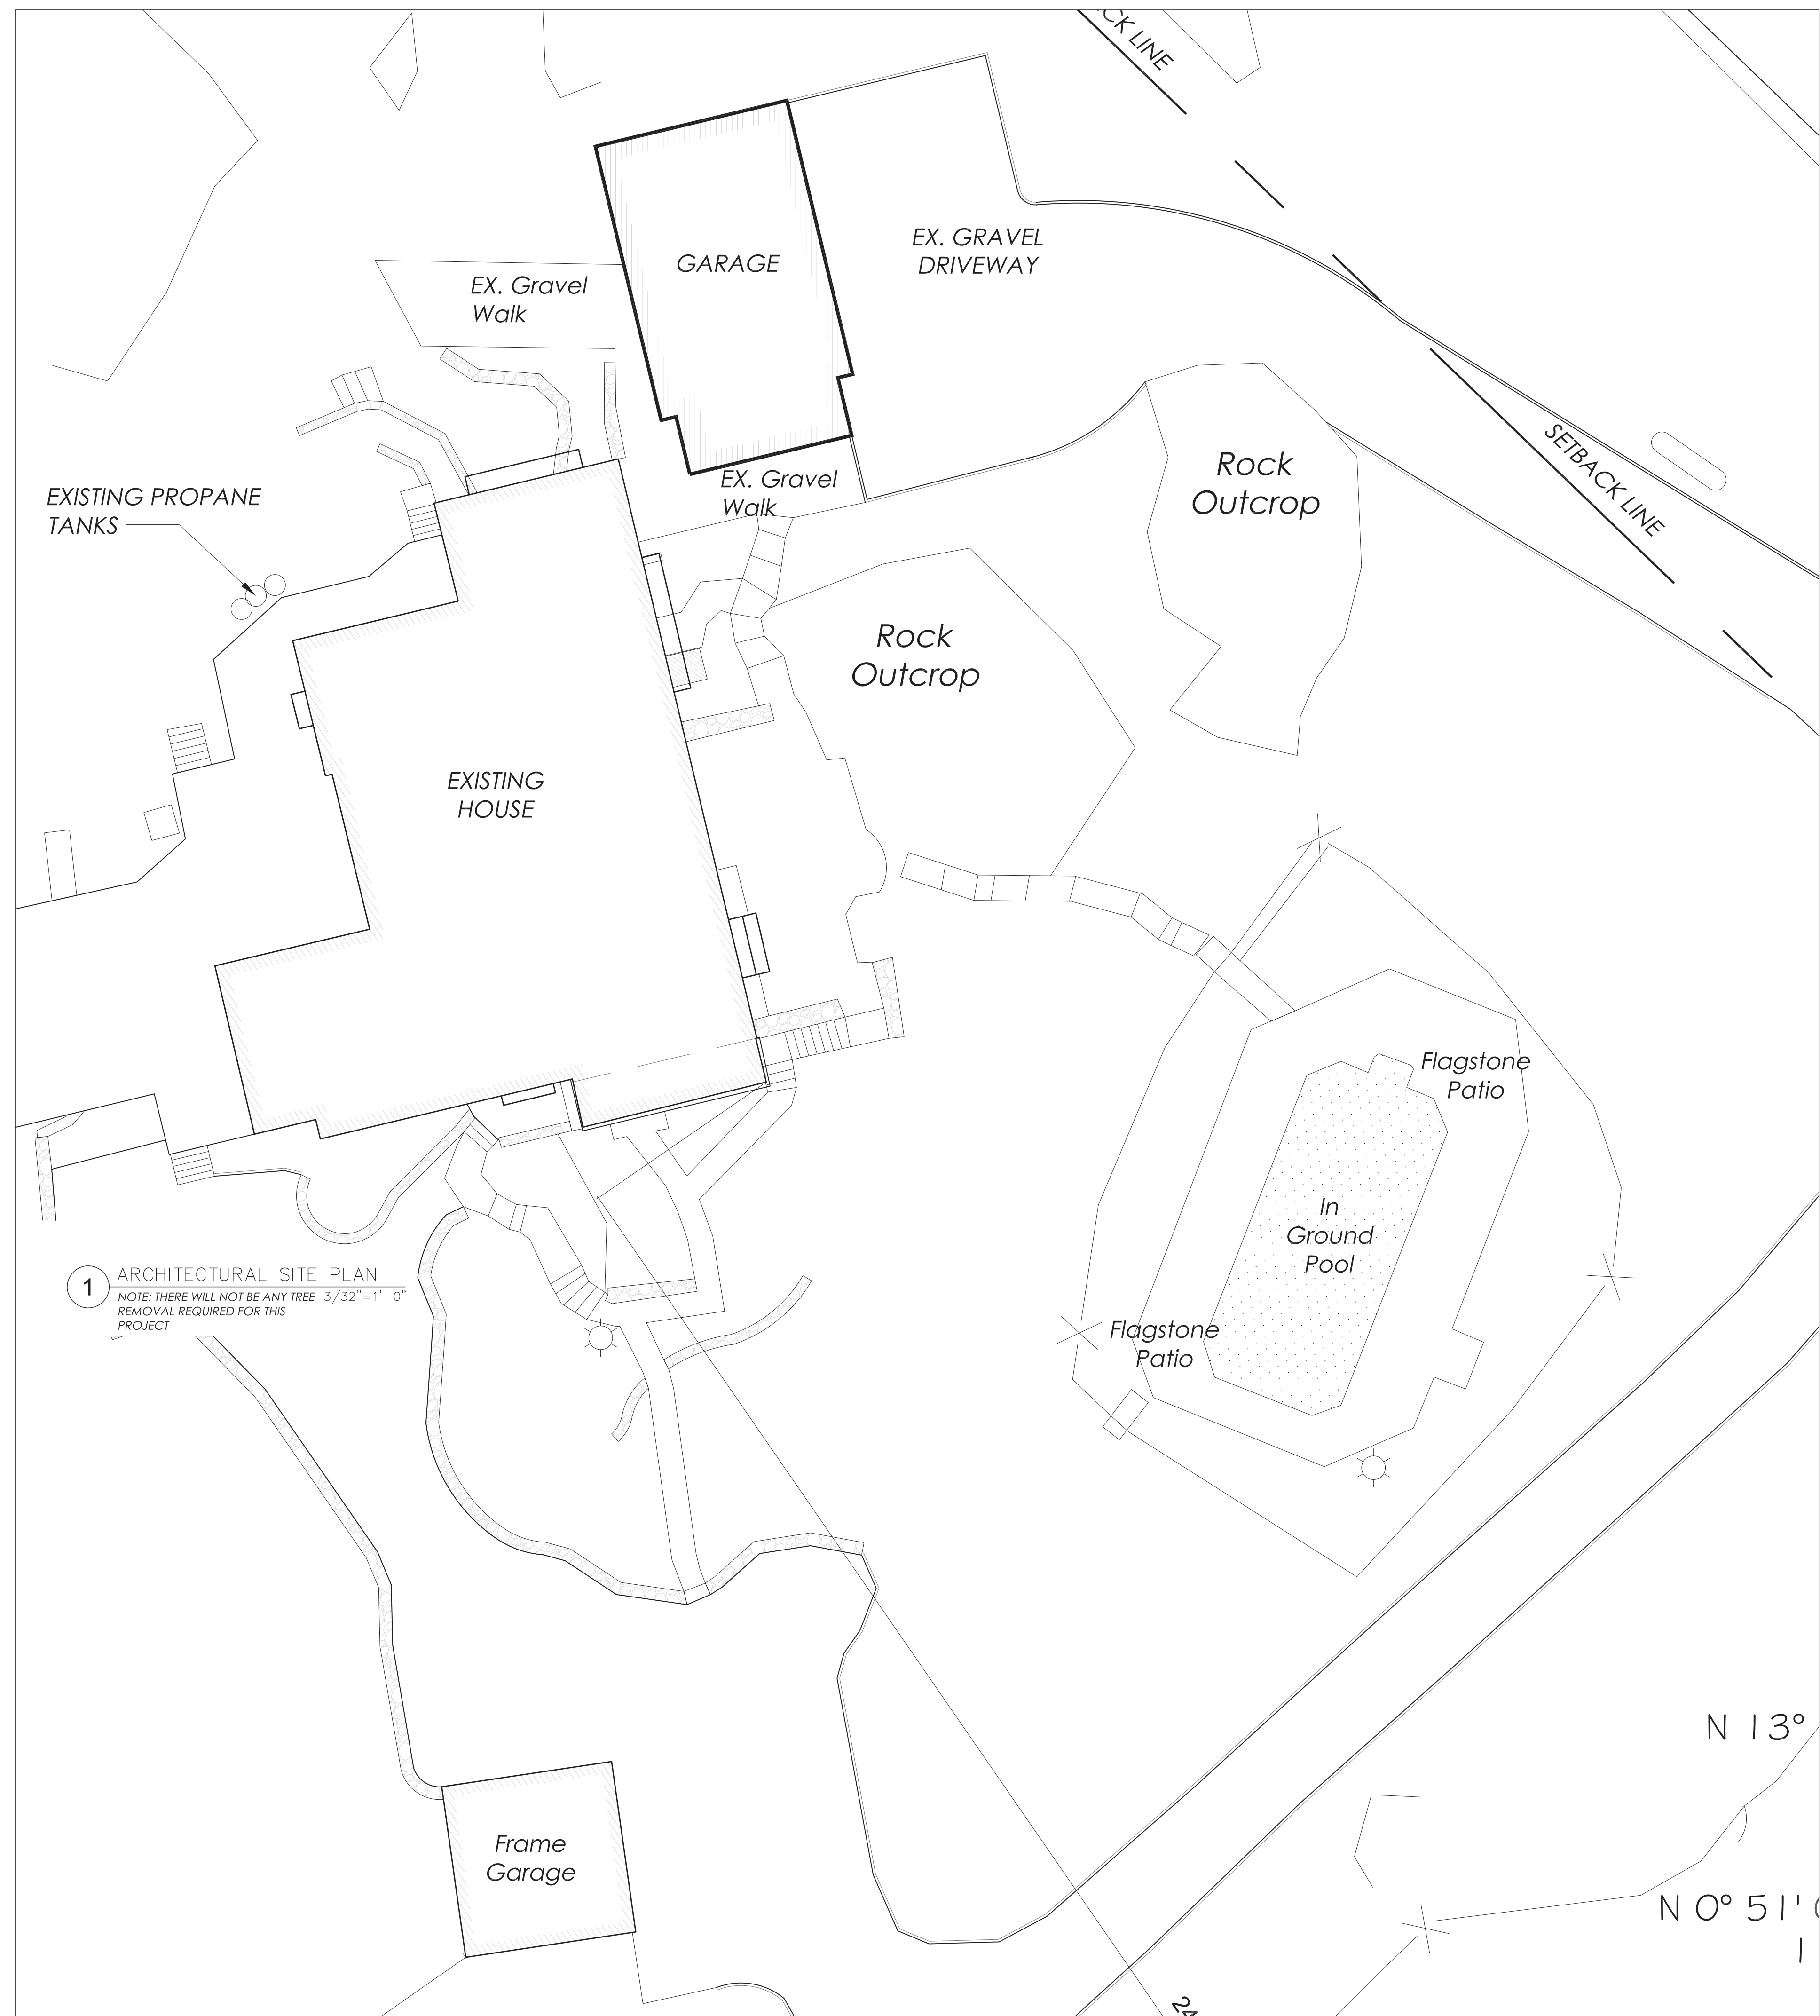 CK LINE
EX. GRAVEL
DRIVEWAY
GARAGE
EX. Gravel
Walk
Rock
Outcrop
SETBACK LINE
EX. Gravel
Walk
EXISTING PROPANE
TANKS
Rock
Outcrop
EXISTING
HOUSE
Flagstone
Patio
In
Ground
Pool
Flagstone
Patio
1
ARCHITECTURAL SITE PLAN
3/32"=1'-0"
NOTE: THERE WILL NOT BE ANY TREE
REMOVAL REQUIRED FOR THIS
PROJECT
N 13°
Frame
Garage
N 0° 51'
1
24